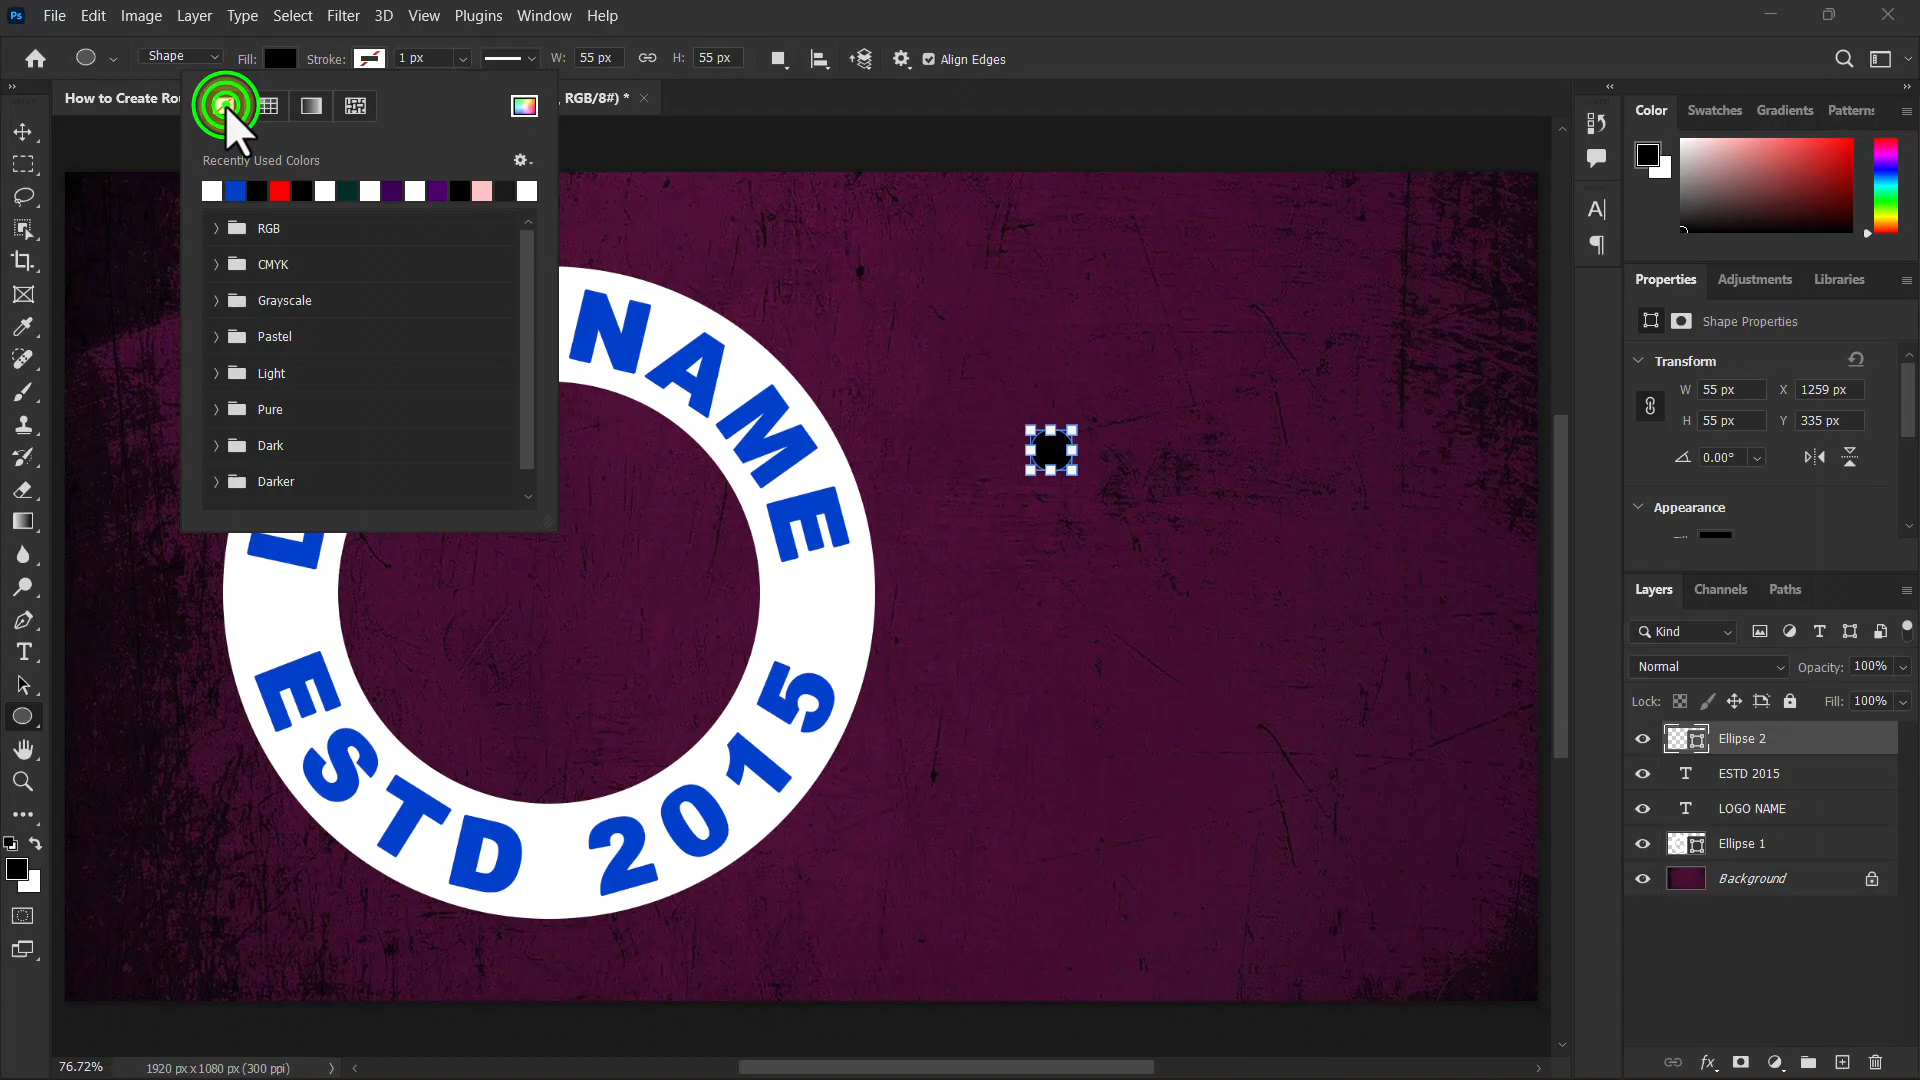 File Edit Image Layer Type Select Filter 3D View Plugins Window Help
Shape Fill: Stroke: 1 px W: 55 px H: 55 px Align Edges
How to Create Rou
, RGB/8#) *
Recently Used Colors
RGB
CMYK
Grayscale
Pastel
Light
Pure
Dark
Darker
NAME
ESTD 2015
76.72% 1920 px x 1080 px (300 ppi)
Color Swatches Gradients Patterns
Properties Adjustments Libraries
Shape Properties
Transform
W 55 px X 1259 px
H 55 px Y 335 px
0.00°
Appearance
Layers Channels Paths
Kind
Normal Opacity: 100%
Lock: Fill: 100%
Ellipse 2
ESTD 2015
LOGO NAME
Ellipse 1
Background